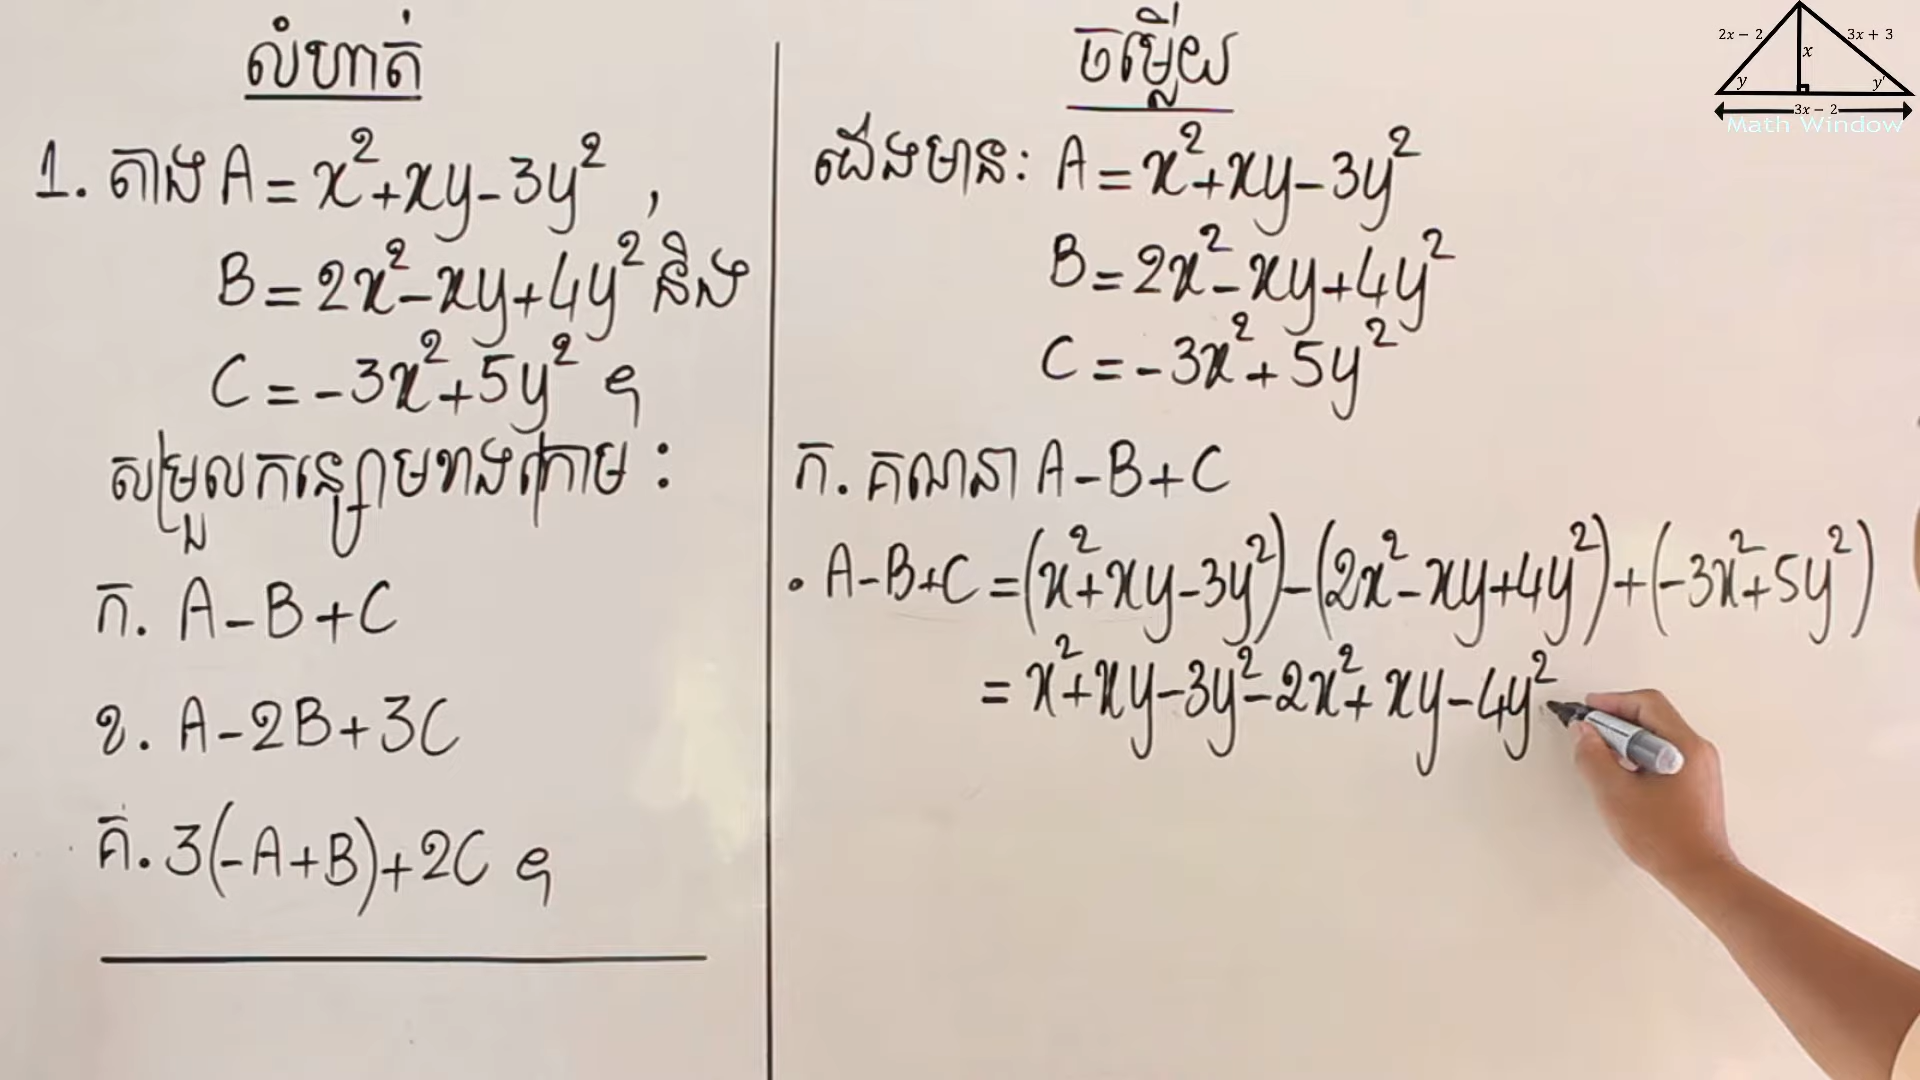 លំហាត់
1. តាង A = x² + xy - 3y² ,
B = 2x² - xy + 4y² និង
C = -3x² + 5y² ។
សម្រួលកន្សោមខាងក្រោម :
ក. A - B + C
ខ. A - 2B + 3C
គ. 3(-A + B) + 2C ។
ចម្លើយ
យើងមាន: A = x² + xy - 3y²
B = 2x² - xy + 4y²
C = -3x² + 5y²
ក. គណនា A - B + C
• A - B + C = (x² + xy - 3y²) - (2x² - xy + 4y²) + (-3x² + 5y²)
= x² + xy - 3y² - 2x² + xy - 4y²
2x - 2
x
3x + 3
y
y'
3x - 2
Math Window